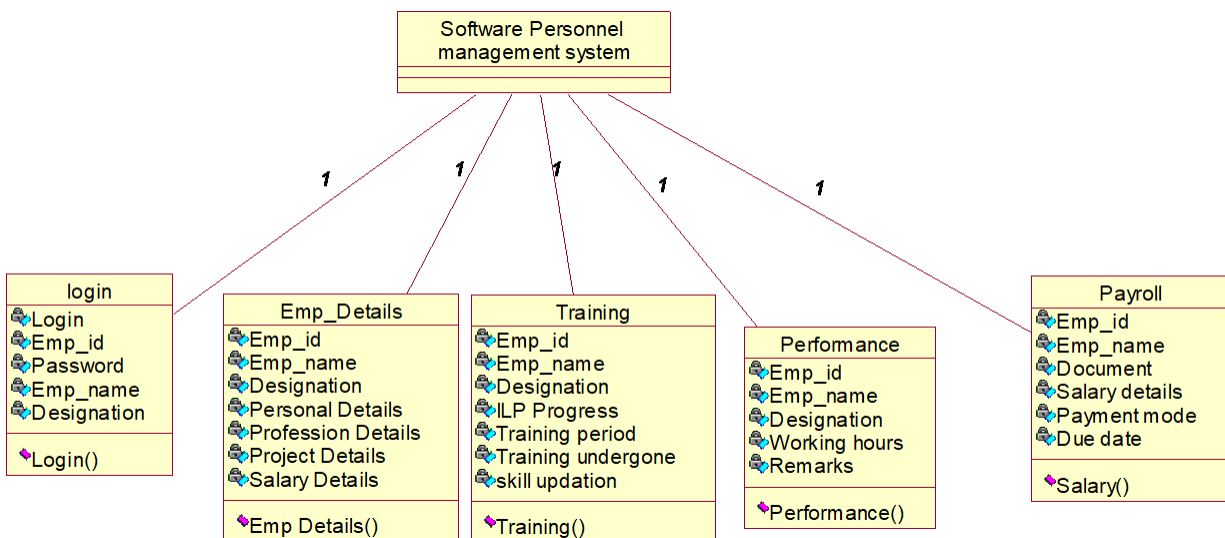 Software Personnel
management system
1
1
1
1
1
login
Login
Emp_id
Password
Emp_name
Designation
Login()
Emp_Details
Emp_id
Emp_name
Designation
Personal Details
Profession Details
Project Details
Salary Details
Emp Details()
Training
Emp_id
Emp_name
Designation
ILP Progress
Training period
Training undergone
skill updation
Training()
Performance
Emp_id
Emp_name
Designation
Working hours
Remarks
Performance()
Payroll
Emp_id
Emp_name
Document
Salary details
Payment mode
Due date
Salary()